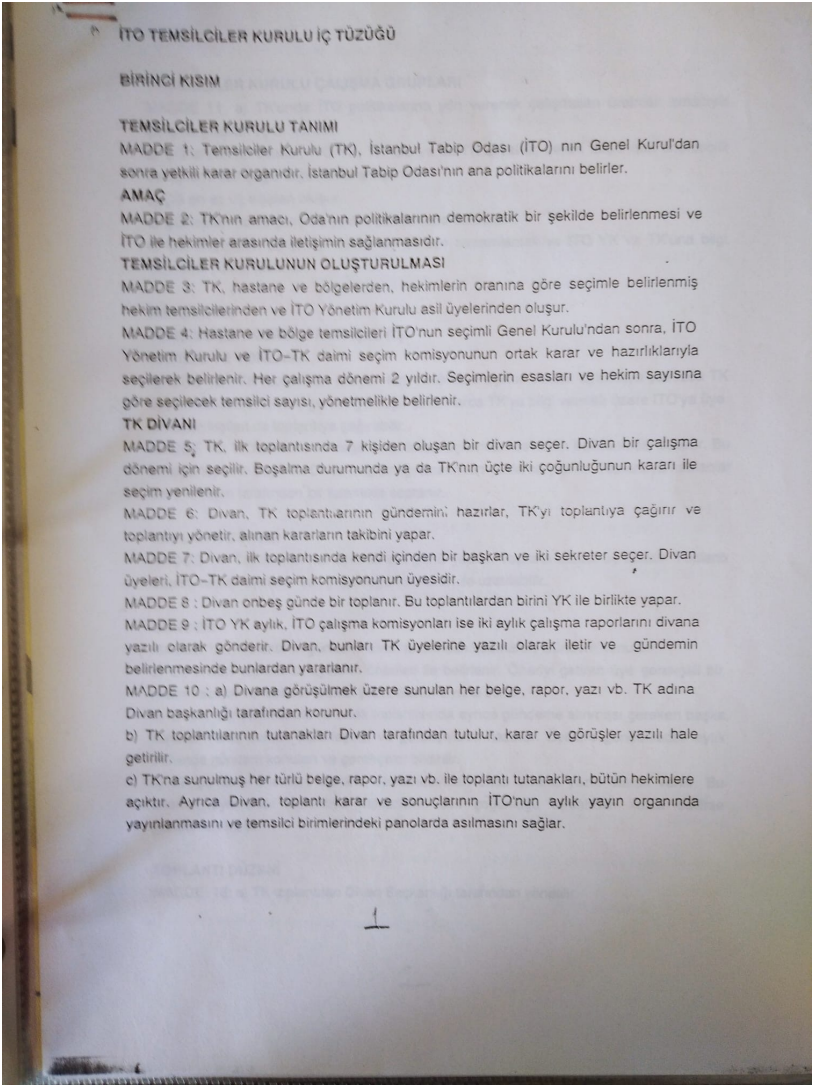 İTO TEMSİLCİLER KURULU İÇ TÜZÜĞÜ
BİRİNCİ KISIM
TEMSİLCİLER KURULU TANIMI
MADDE 1: Temsilciler Kurulu (TK), İstanbul Tabip Odası (İTO) nın Genel Kurul'dan
sonra yetkili karar organıdır. İstanbul Tabip Odası'nın ana politikalarını belirler.
AMAÇ
MADDE 2: TK'nın amacı, Oda'nın politikalarının demokratik bir şekilde belirlenmesi ve
İTO ile hekimler arasında iletişimin sağlanmasıdır.
TEMSİLCİLER KURULUNUN OLUŞTURULMASI
MADDE 3: TK, hastane ve bölgelerden, hekimlerin oranına göre seçimle belirlenmiş
hekim temsilcilerinden ve İTO Yönetim Kurulu asil üyelerinden oluşur.
MADDE 4: Hastane ve bölge temsilcileri İTO'nun seçimli Genel Kurulu'ndan sonra, İTO
Yönetim Kurulu ve İTO-TK daimi seçim komisyonunun ortak karar ve hazırlıklarıyla
seçilerek belirlenir. Her çalışma dönemi 2 yıldır. Seçimlerin esasları ve hekim sayısına
göre seçilecek temsilci sayısı, yönetmelikle belirlenir.
TK DİVANI
MADDE 5: TK, ilk toplantısında 7 kişiden oluşan bir divan seçer. Divan bir çalışma
dönemi için seçilir. Boşalma durumunda ya da TK'nın üçte iki çoğunluğunun kararı ile
seçim yenilenir.
MADDE 6: Divan, TK toplantılarının gündemini hazırlar, TK'yı toplantıya çağırır ve
toplantıyı yönetir, alınan kararların takibini yapar.
MADDE 7: Divan, ilk toplantısında kendi içinden bir başkan ve iki sekreter seçer. Divan
üyeleri, İTO-TK daimi seçim komisyonunun üyesidir.
MADDE 8 : Divan onbeş günde bir toplanır. Bu toplantılardan birini YK ile birlikte yapar.
MADDE 9 : İTO YK aylık, İTO çalışma komisyonları ise iki aylık çalışma raporlarını divana
yazılı olarak gönderir. Divan, bunları TK üyelerine yazılı olarak iletir ve gündemin
belirlenmesinde bunlardan yararlanır.
MADDE 10 : a) Divana görüşülmek üzere sunulan her belge, rapor, yazı vb. TK adına
Divan başkanlığı tarafından korunur.
b) TK toplantılarının tutanakları Divan tarafından tutulur, karar ve görüşler yazılı hale
getirilir.
c) TK'na sunulmuş her türlü belge, rapor, yazı vb. ile toplantı tutanakları, bütün hekimlere
açıktır. Ayrıca Divan, toplantı karar ve sonuçlarının İTO'nun aylık yayın organında
yayınlanmasını ve temsilci birimlerindeki panolarda asılmasını sağlar.
TOPLANTI DÜZENİ
1